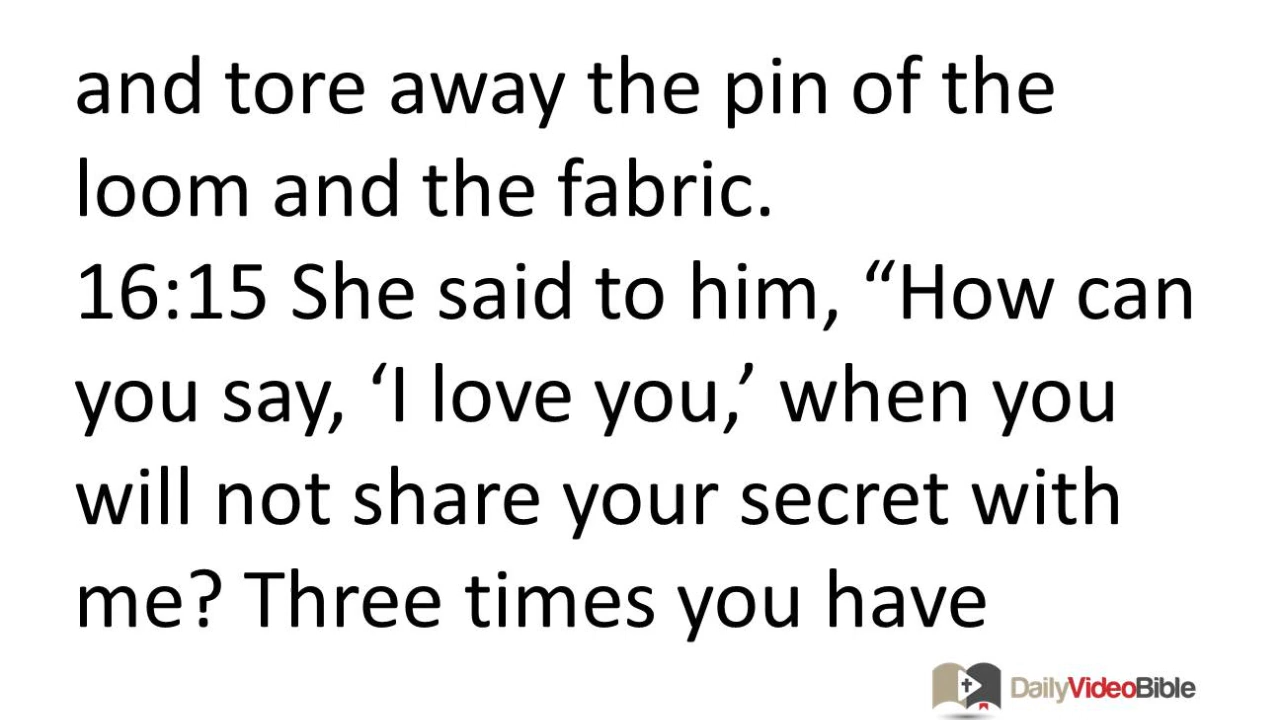 and tore away the pin of the
loom and the fabric.
16:15 She said to him, “How can
you say, ‘I love you,’ when you
will not share your secret with
me? Three times you have
DailyVideoBible